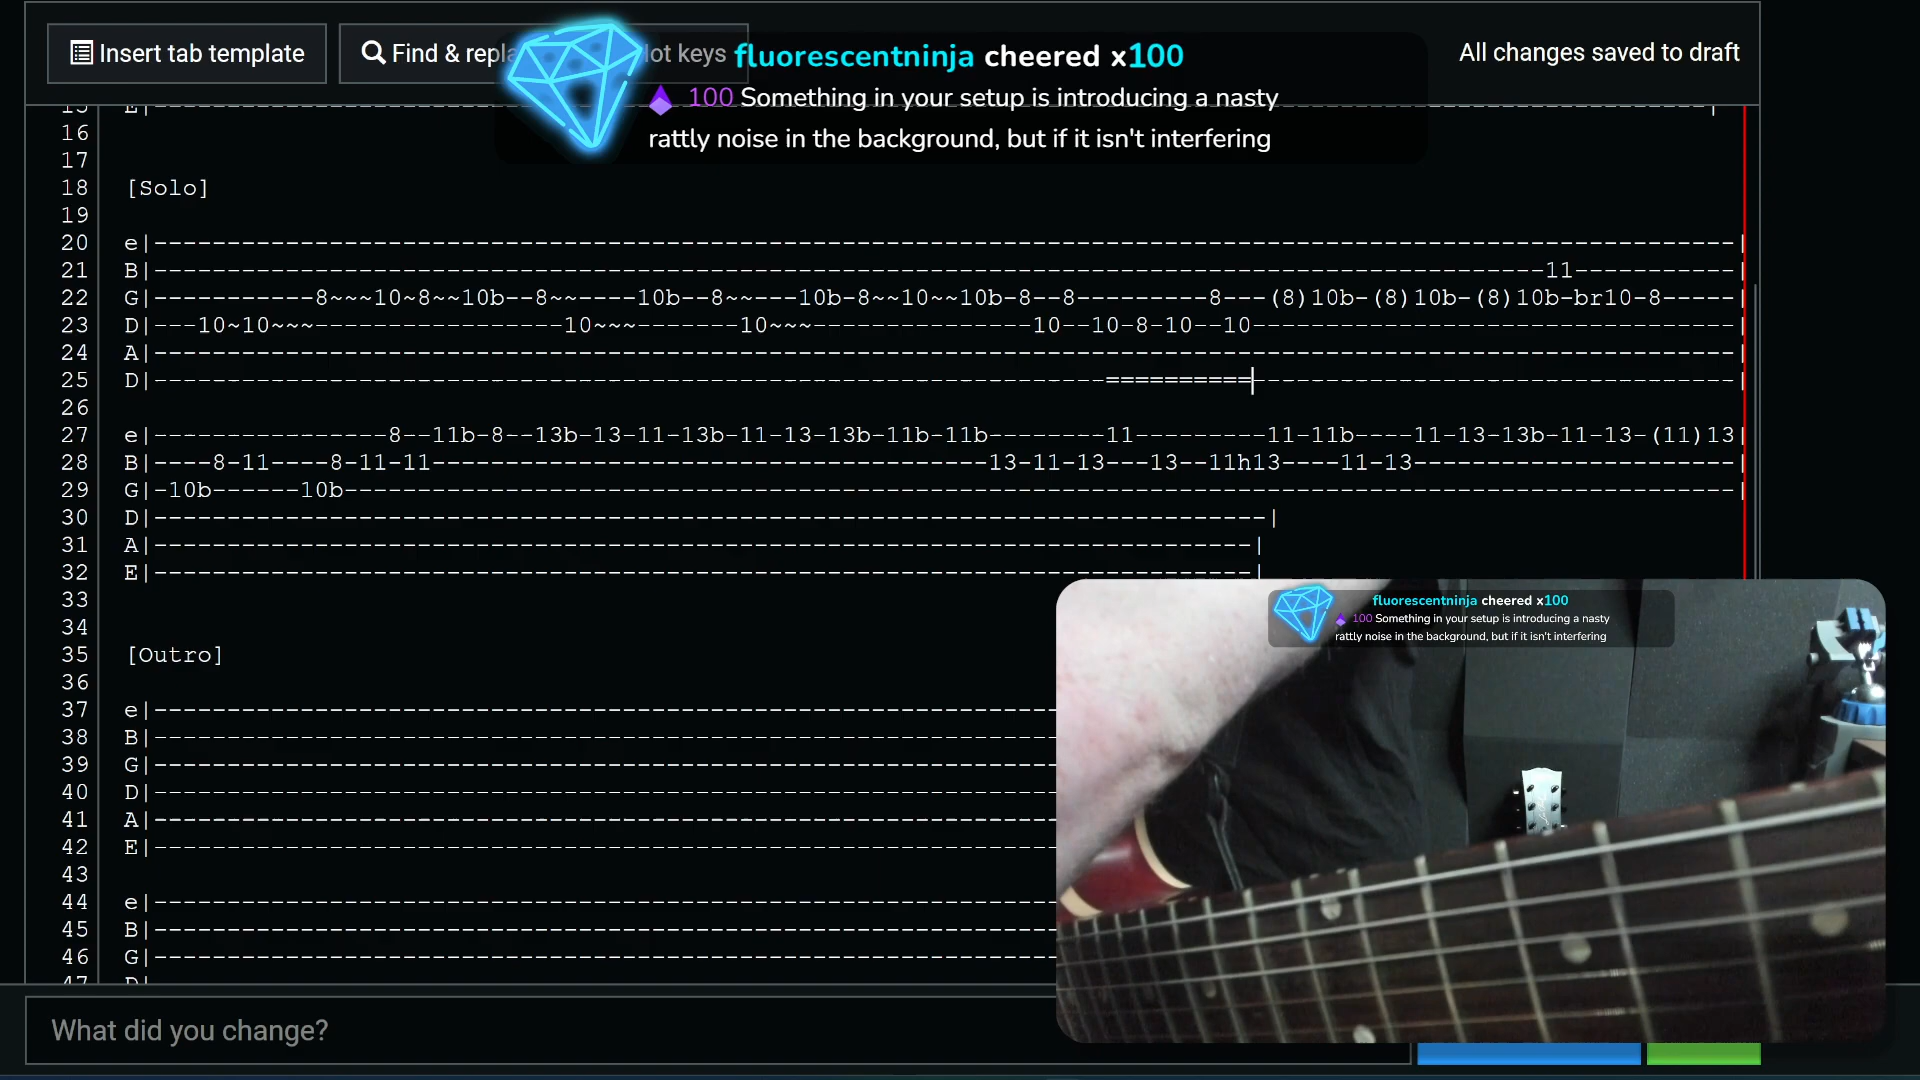 Insert tab template
Find & repla
ot keys
fluorescentninja cheered x100
100 Something in your setup is introducing a nasty
rattly noise in the background, but if it isn't interfering
All changes saved to draft
15 E|-----------------------------------------------------------------------------------------------------------|
16
17
18 [Solo]
19
20 e|------------------------------------------------------------------------------------------------------------|
21 B|-----------------------------------------------------------------------------------------------11-----------|
22 G|-----------8~~~10~8~~10b--8~~----10b--8~~---10b-8~~10~~10b-8--8---------8---(8)10b-(8)10b-(8)10b-br10-8-----|
23 D|---10~10~~~-----------------10~~~-------10~~~---------------10--10-8-10--10---------------------------------|
24 A|------------------------------------------------------------------------------------------------------------|
25 D|-----------------------------------------------------------------==========---------------------------------|
26
27 e|----------------8--11b-8--13b-13-11-13b-11-13-13b-11b-11b--------11---------11-11b----11-13-13b-11-13-(11)13|
28 B|----8-11----8-11-11--------------------------------------13-11-13---13--11h13----11-13----------------------|
29 G|-10b------10b-----------------------------------------------------------------------------------------------|
30 D|----------------------------------------------------------------------------|
31 A|---------------------------------------------------------------------------|
32 E|---------------------------------------------------------------------------|
33
34
35 [Outro]
36
37 e|--------------------------------------------------------------
38 B|--------------------------------------------------------------
39 G|--------------------------------------------------------------
40 D|--------------------------------------------------------------
41 A|--------------------------------------------------------------
42 E|--------------------------------------------------------------
43
44 e|--------------------------------------------------------------
45 B|--------------------------------------------------------------
46 G|--------------------------------------------------------------
47 D|
fluorescentninja cheered x100
100 Something in your setup is introducing a nasty
rattly noise in the background, but if it isn't interfering
What did you change?